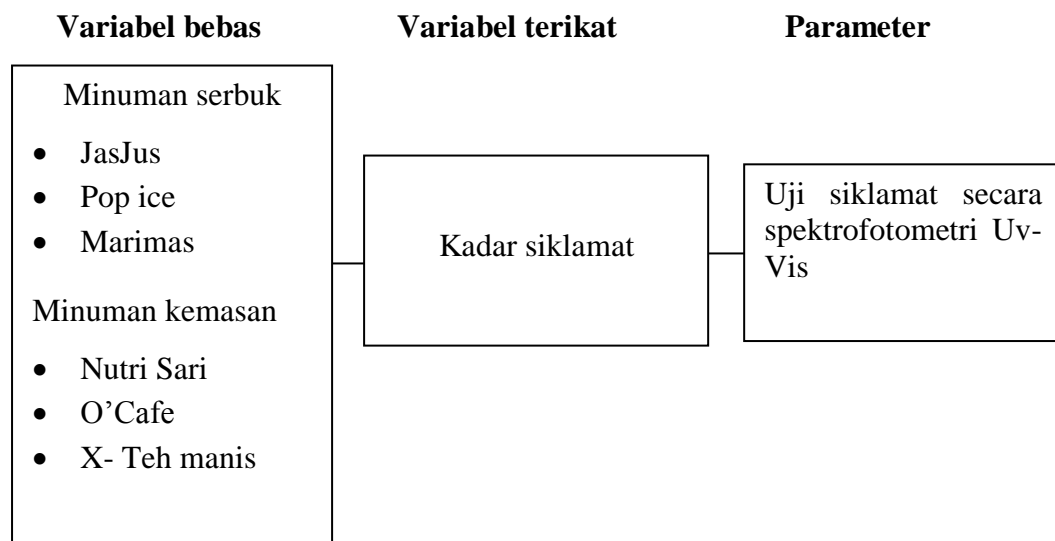 Variabel bebas Variabel terikat Parameter
Minuman serbuk
• JasJus
• Pop ice
• Marimas
Minuman kemasan
• Nutri Sari
• O’Cafe
• X- Teh manis
Kadar siklamat
Uji siklamat secara
spektrofotometri Uv-
Vis